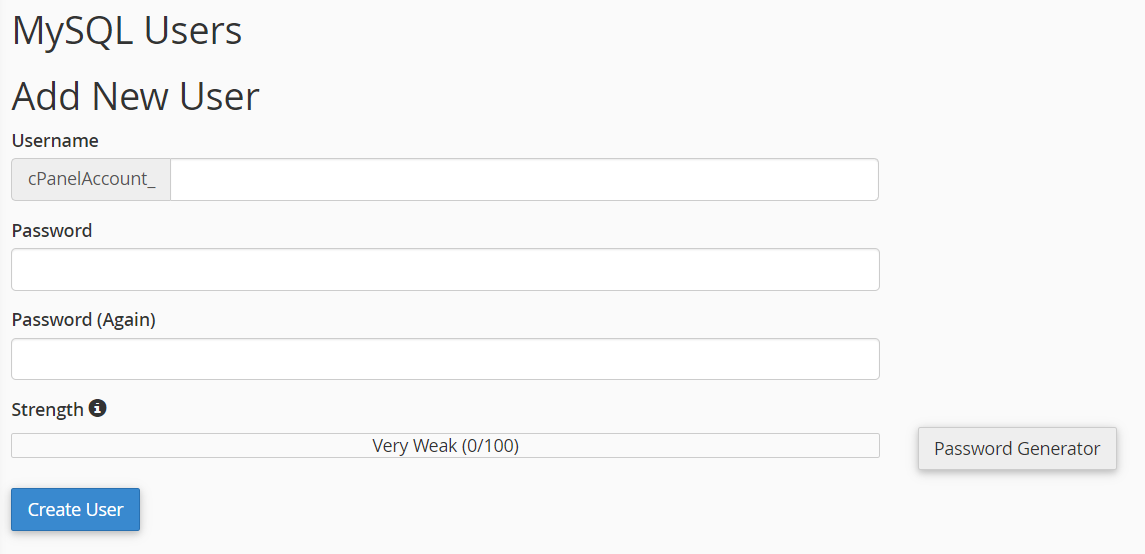 MySQL Users
Add New User
Username
cPanelAccount_
Password
Password (Again)
Strength
Very Weak (0/100)
Password Generator
Create User